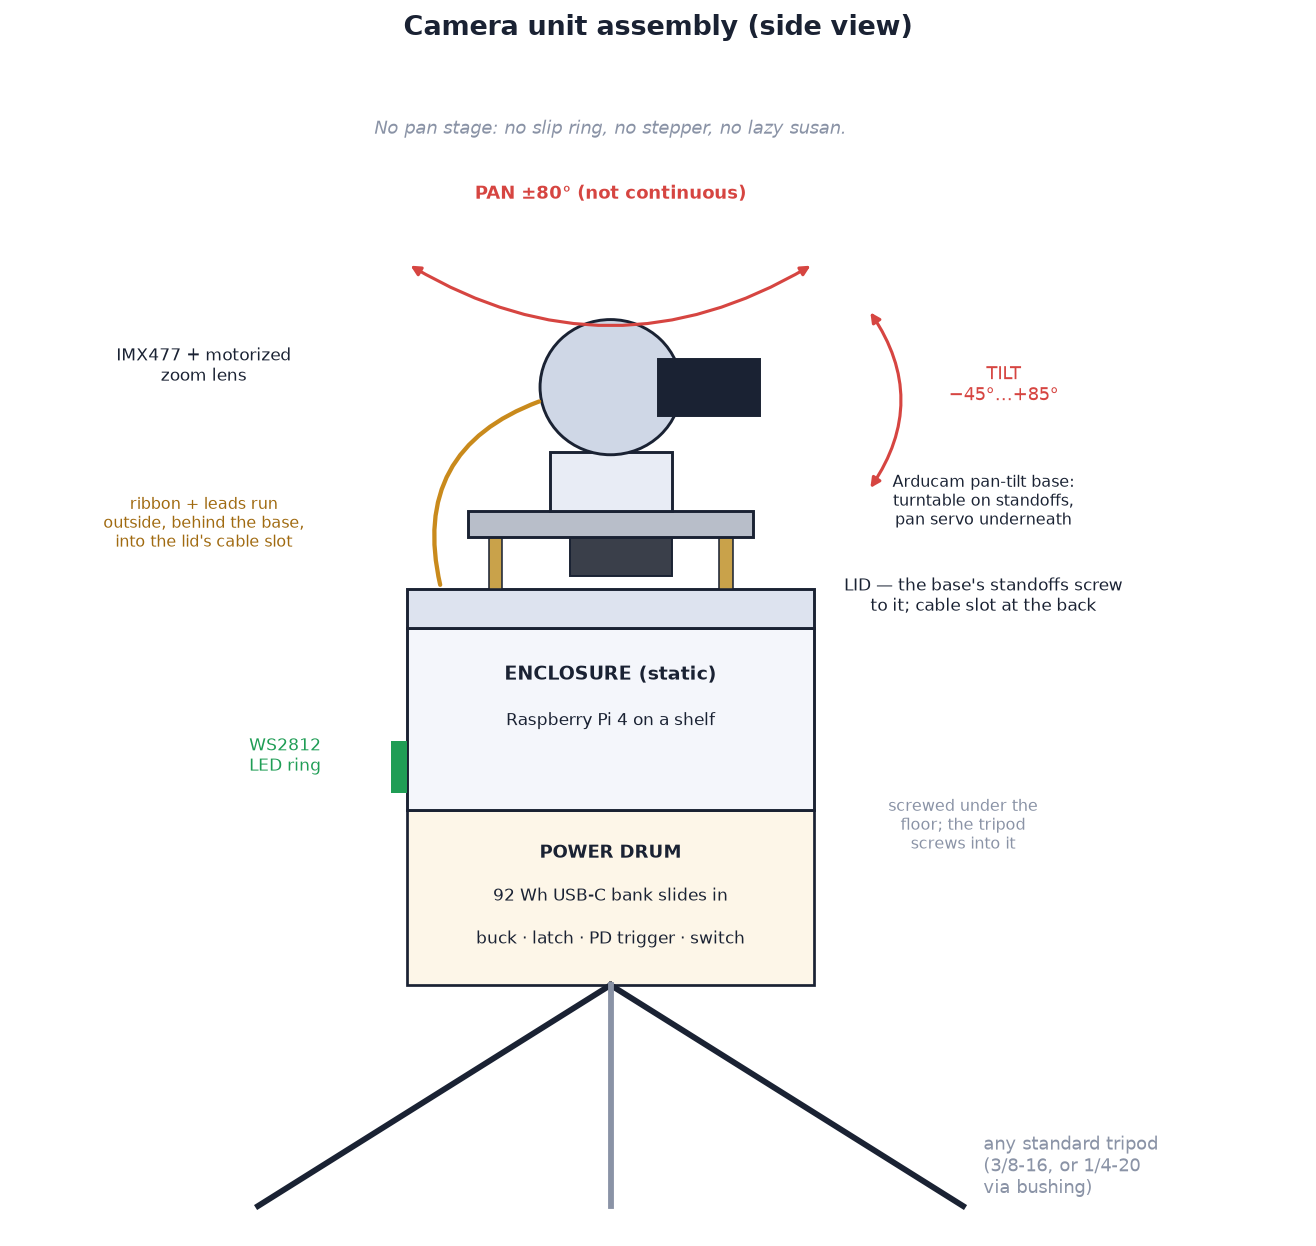 Camera unit assembly (side view)
No pan stage: no slip ring, no stepper, no lazy susan.
PAN ±80° (not continuous)
IMX477 + motorized
zoom lens
TILT
−45°…+85°
Arducam pan-tilt base:
turntable on standoffs,
pan servo underneath
ribbon + leads run
outside, behind the base,
into the lid's cable slot
LID — the base's standoffs screw
to it; cable slot at the back
ENCLOSURE (static)
Raspberry Pi 4 on a shelf
WS2812
LED ring
screwed under the
floor; the tripod
screws into it
POWER DRUM
92 Wh USB-C bank slides in
buck · latch · PD trigger · switch
any standard tripod
(3/8-16, or 1/4-20
via bushing)